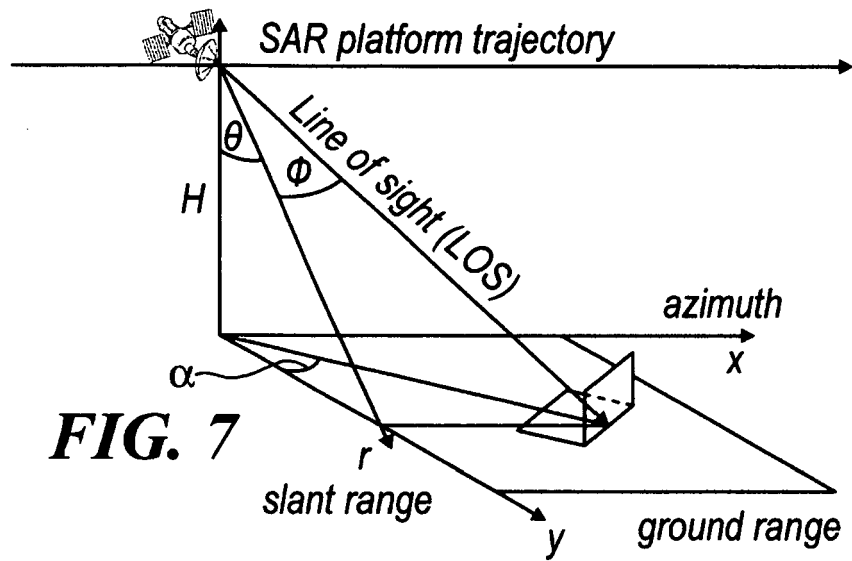 SAR platform trajectory
θ
Φ
Line of sight (LOS)
H
azimuth
x
α
FIG. 7
r
slant range
y
ground range